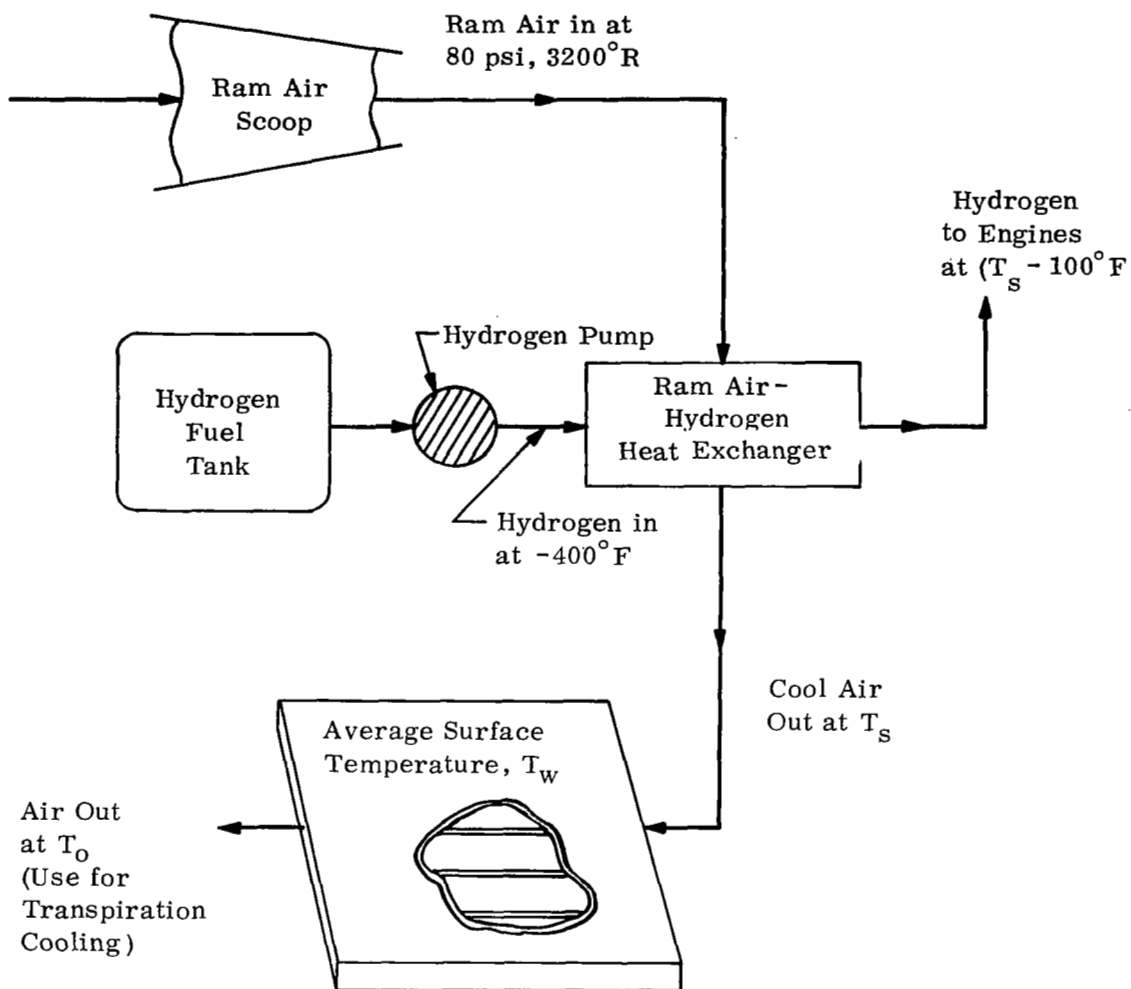 Ram Air in at
80 psi, 3200°R
Ram Air
Scoop
Hydrogen
to Engines
at (T_s - 100°F
Hydrogen Pump
Hydrogen
Fuel
Tank
Ram Air-
Hydrogen
Heat Exchanger
Hydrogen in
at -400°F
Cool Air
Out at T_s
Average Surface
Temperature, T_w
Air Out
at T_o
(Use for
Transpiration
Cooling)